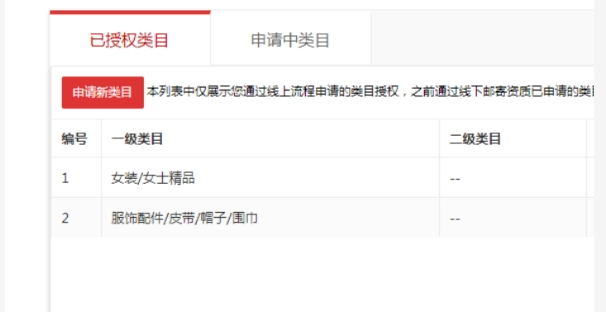 已授权类目 申请中类目
申请新类目 本列表中仅展示您通过线上流程申请的类目授权，之前通过线下邮寄资质已申请的类
编号 一级类目 二级类目
1 女装/女士精品 --
2 服饰配件/皮带/帽子/围巾 --